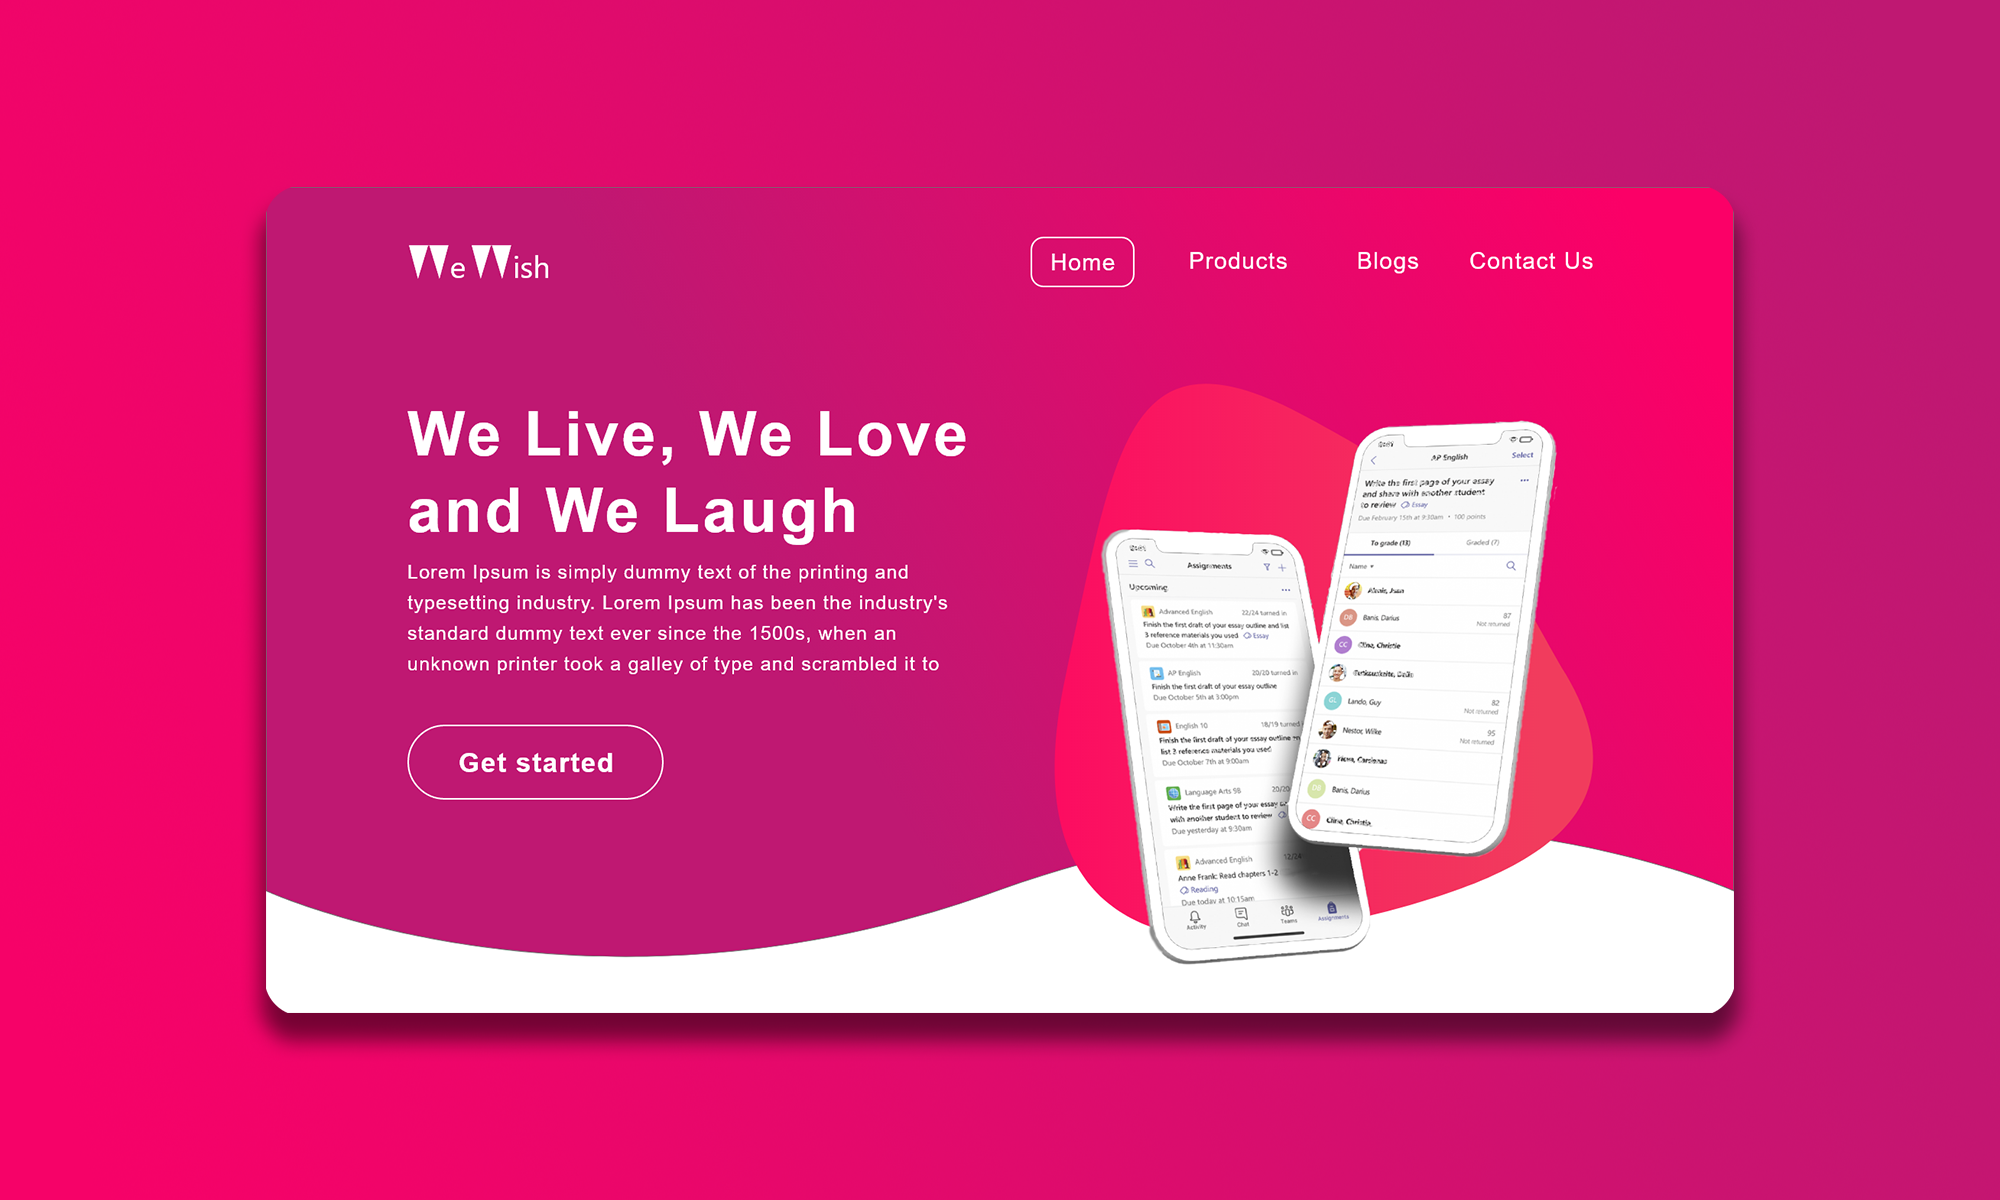 WeWish
Home
Products
Blogs
Contact Us
We Live, We Love
and We Laugh
Lorem Ipsum is simply dummy text of the printing and
typesetting industry. Lorem Ipsum has been the industry's
standard dummy text ever since the 1500s, when an
unknown printer took a galley of type and scrambled it to
Get started
Assignments
Upcoming
Advanced English
22/24 turned in
Finish the first draft of your essay outline and list
3 reference materials you used Essay
Due October 4th at 11:30am
AP English
20/20 turned in
Finish the first draft of your essay outline
Due October 5th at 3:00pm
English 10
18/19 turned
Finish the first draft of your essay outline
list 3 reference materials you used
Due October 7th at 9:00am
Language Arts 98
20/20
Write the first page of your essay
with another student to review
Due yesterday at 9:30am
Advanced English
12/24
Anne Frank: Read chapters 1-2
Reading
Due today at 10:15am
Activity
Chat
Teams
Assignments
AP English
Select
Write the first page of your essay
and share with another student
to review Essay
Due February 15th at 9:30am • 100 points
To grade (13)
Graded (7)
Name
Alexis, Juan
DB
Banis, Darius
87
Not returned
CC
Cline, Christie
GL
Lando, Guy
82
Not returned
Nestor, Wilke
95
Not returned
Cardenas
DB
Banis, Darius
CC
Cline, Christie,